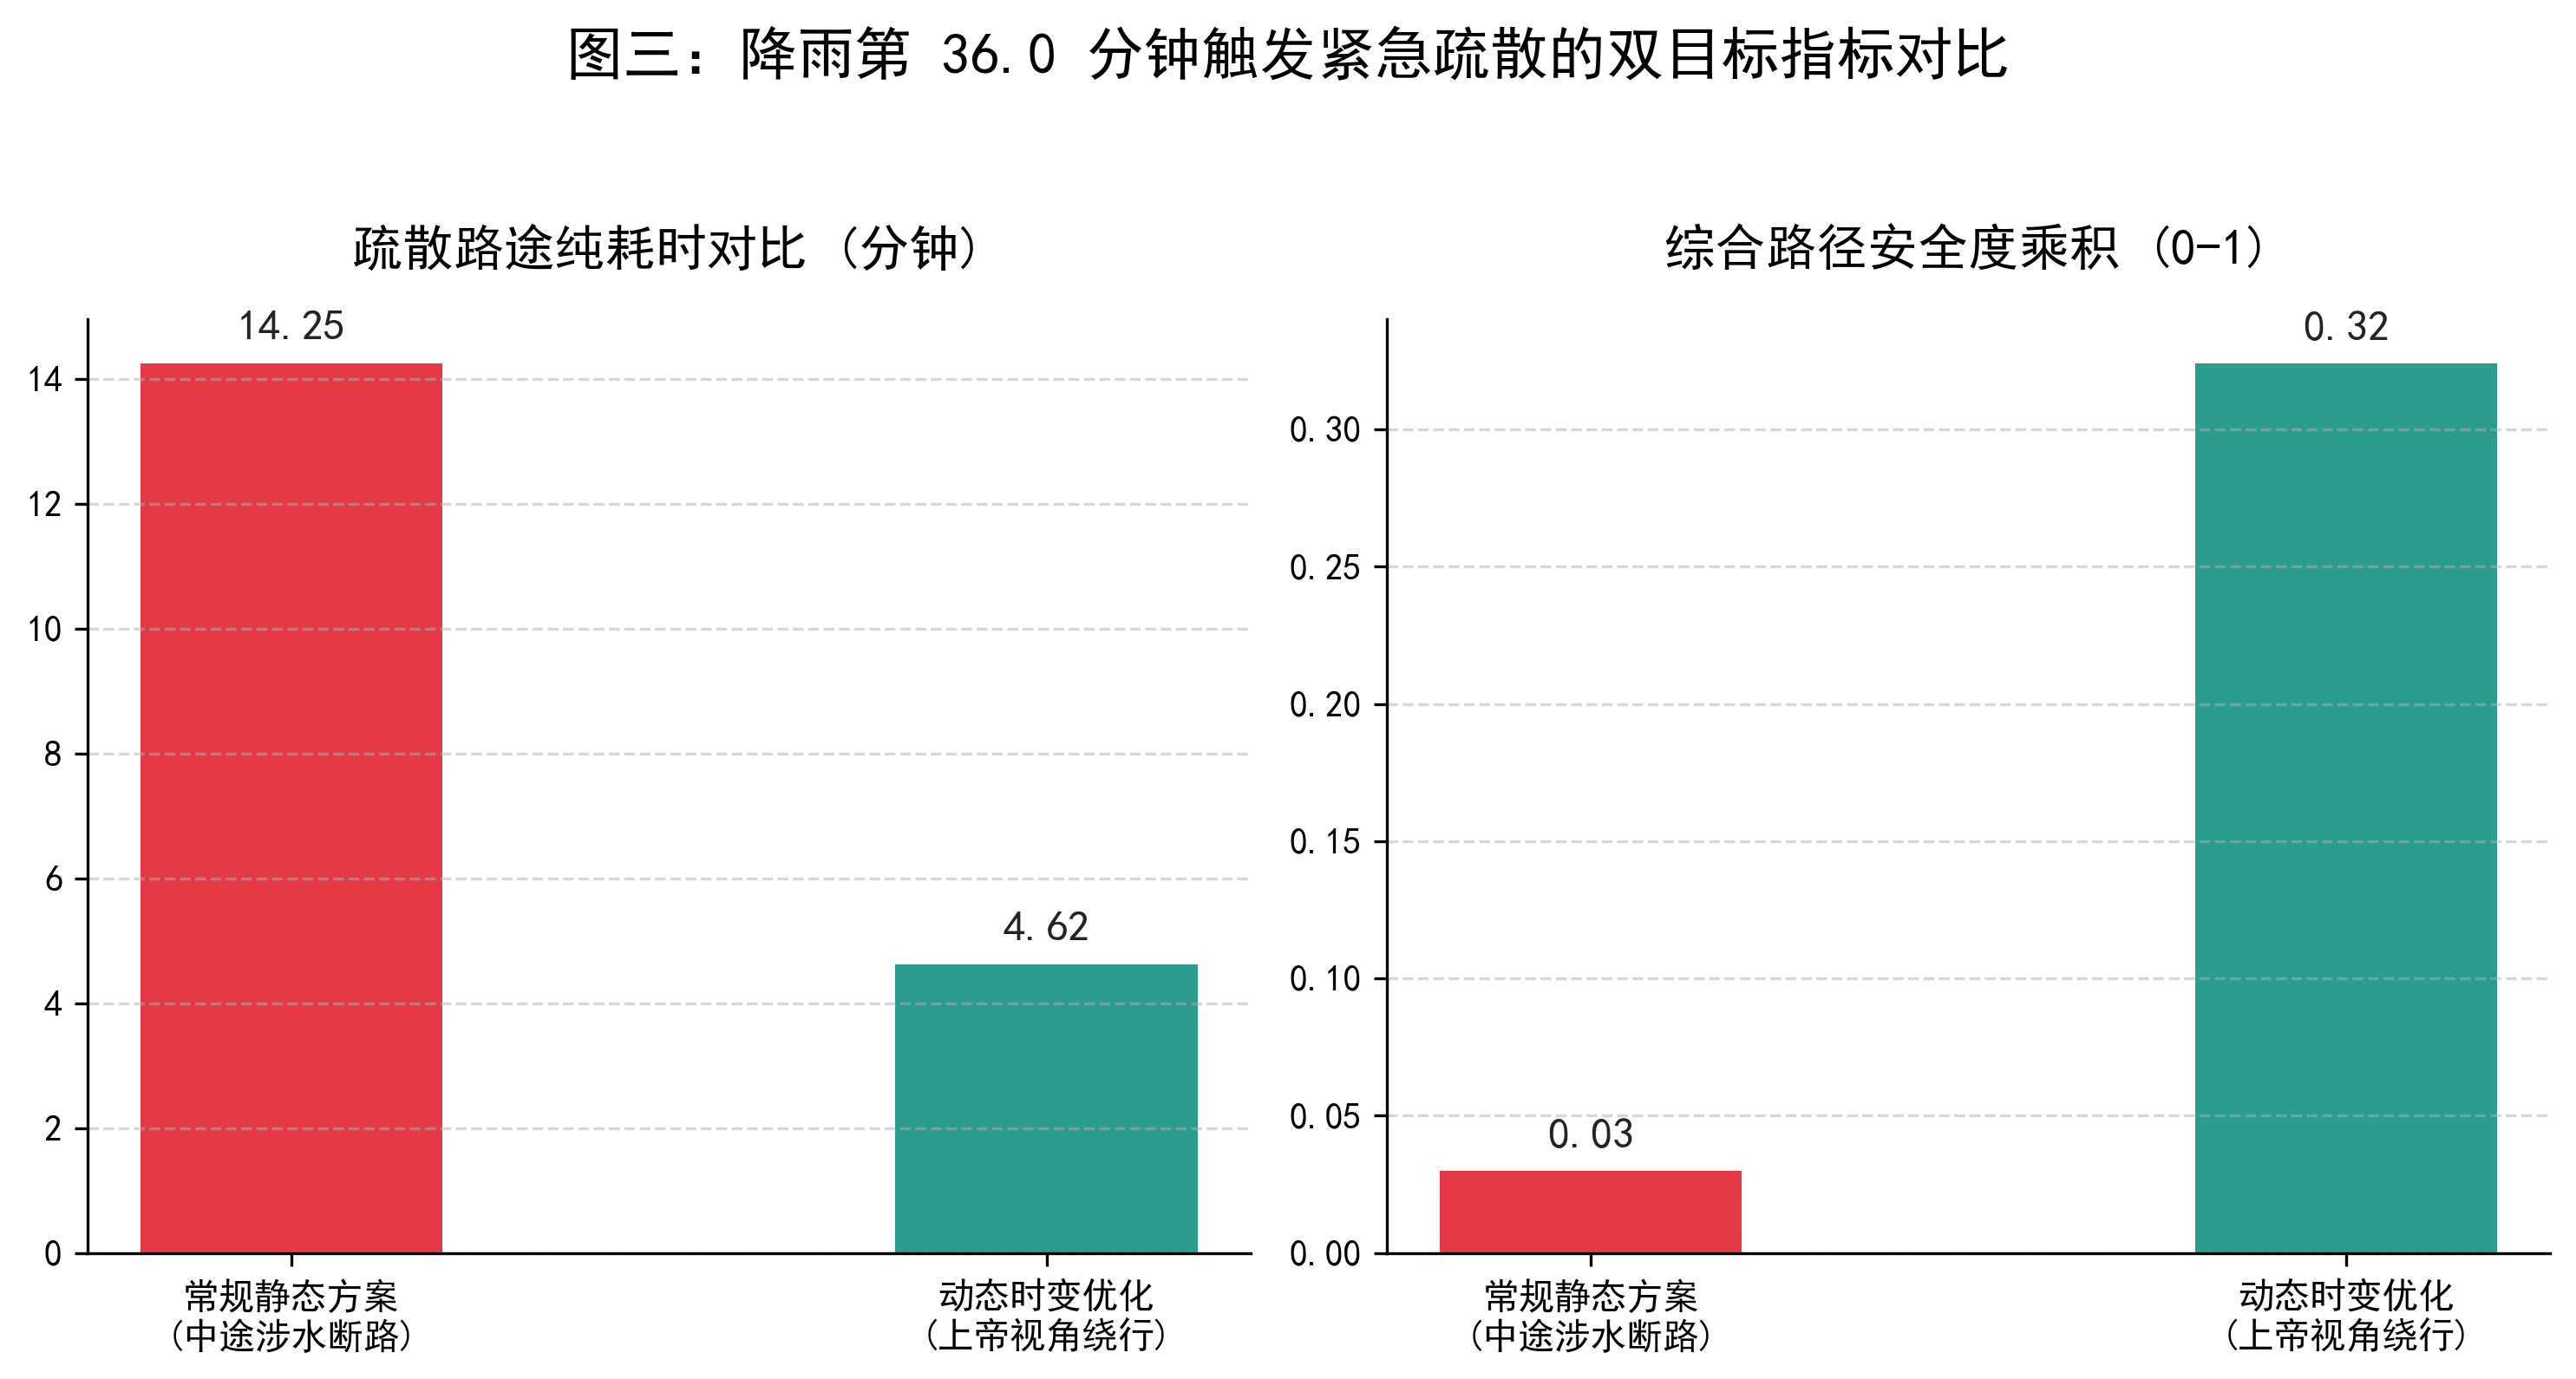 图三：降雨第 36.0 分钟触发紧急疏散的双目标指标对比
疏散路途纯耗时对比 (分钟)
14.25
14
12
10
8
6
4.62
4
2
0
常规静态方案
(中途涉水断路)
动态时变优化
(上帝视角绕行)
综合路径安全度乘积 (0-1)
0.32
0.30
0.25
0.20
0.15
0.10
0.05
0.03
0.00
常规静态方案
(中途涉水断路)
动态时变优化
(上帝视角绕行)